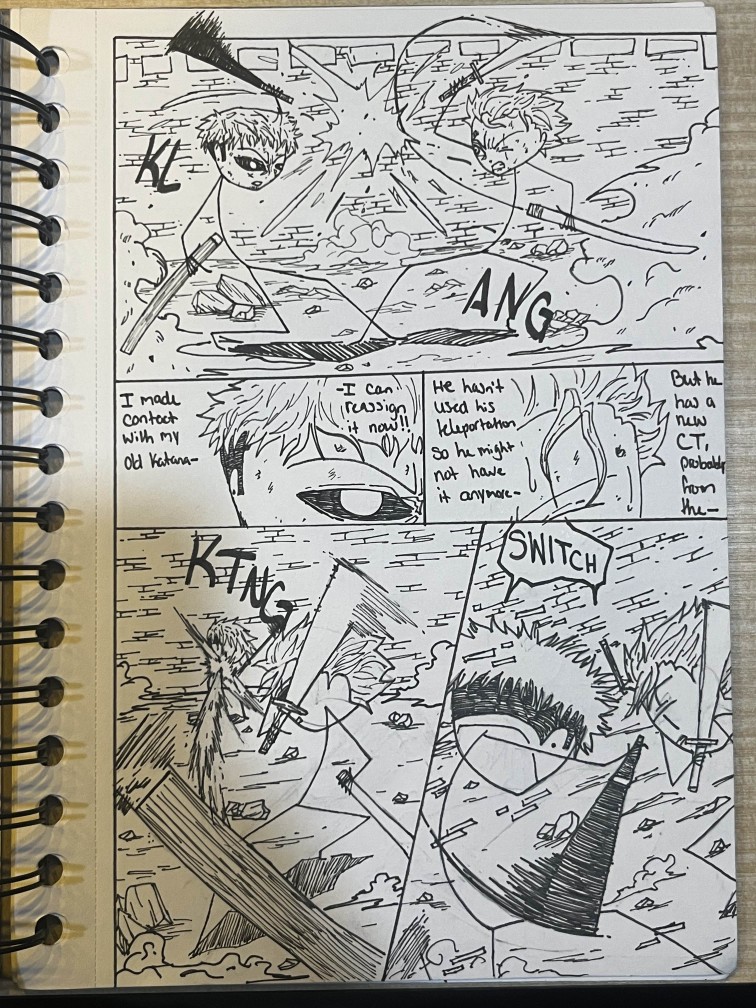 KL
ANG
I made
contact
with my
old katana-
-I can
reassign
it now!!
He hasn't
used his
teleportation
so he might
not have
it anymore-
But he
has a
new
CT,
probably
from
the-
KTNG
SWITCH